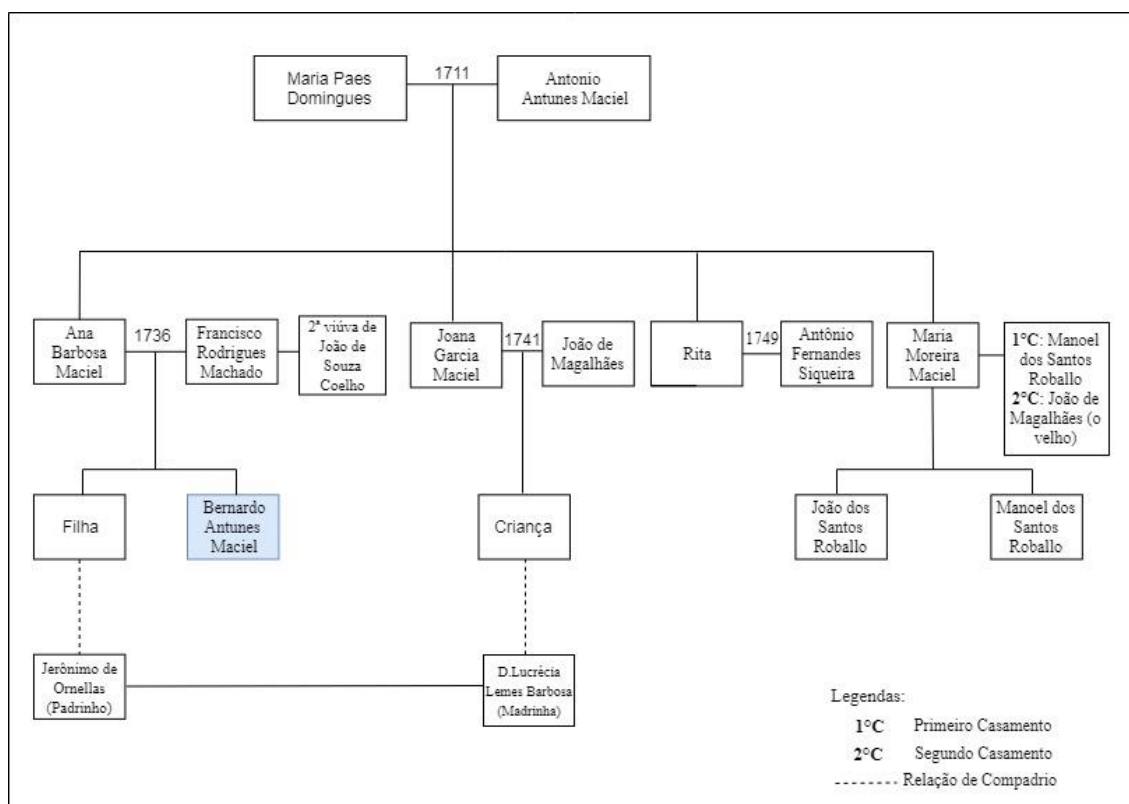 Maria Paes
Domingues
1711
Antonio
Antunes Maciel
Ana
Barbosa
Maciel
1736
Francisco
Rodrigues
Machado
2ª viúva de
João de
Souza
Coelho
Joana
Garcia
Maciel
1741
João de
Magalhães
Rita
1749
Antônio
Fernandes
Siqueira
Maria
Moreira
Maciel
1°C: Manoel
dos Santos
Roballo
2°C: João de
Magalhães (o
velho)
Filha
Bernardo
Antunes
Maciel
Criança
João dos
Santos
Roballo
Manoel dos
Santos
Roballo
Jerônimo de
Ornellas
(Padrinho)
D.Lucrécia
Lemes Barbosa
(Madrinha)
Legendas:
1°C Primeiro Casamento
2°C Segundo Casamento
Relação de Compadrio